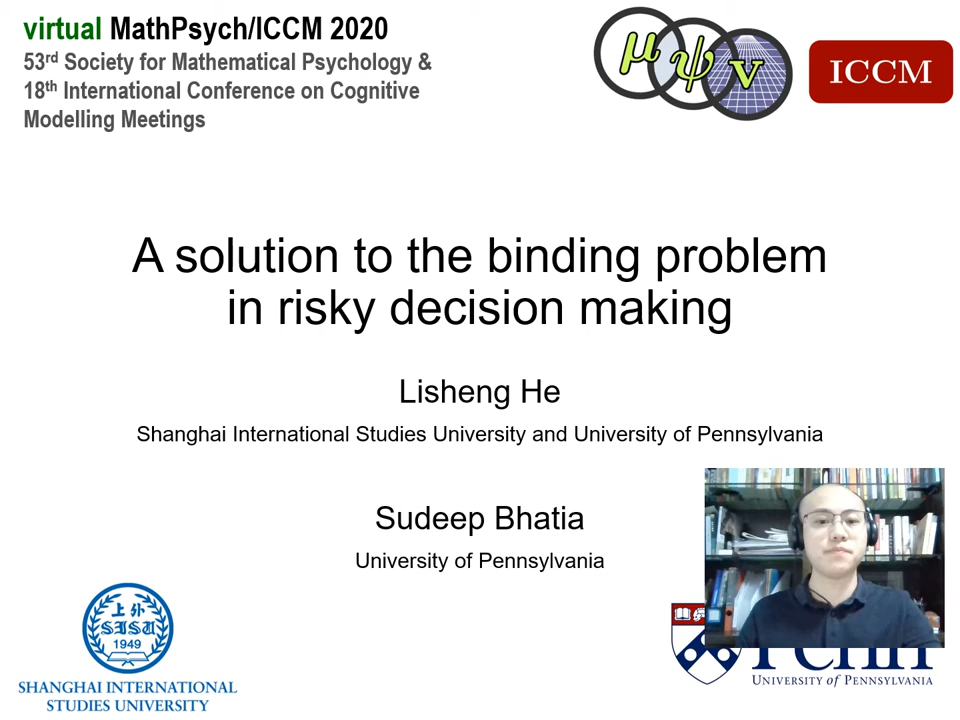 virtual MathPsych/ICCM 2020
53rd Society for Mathematical Psychology &
18th International Conference on Cognitive
Modelling Meetings
μ ψ ν
ICCM
A solution to the binding problem
in risky decision making
Lisheng He
Shanghai International Studies University and University of Pennsylvania
Sudeep Bhatia
University of Pennsylvania
上外
SISU
1949
SHANGHAI INTERNATIONAL
STUDIES UNIVERSITY
UNIVERSITY of PENNSYLVANIA